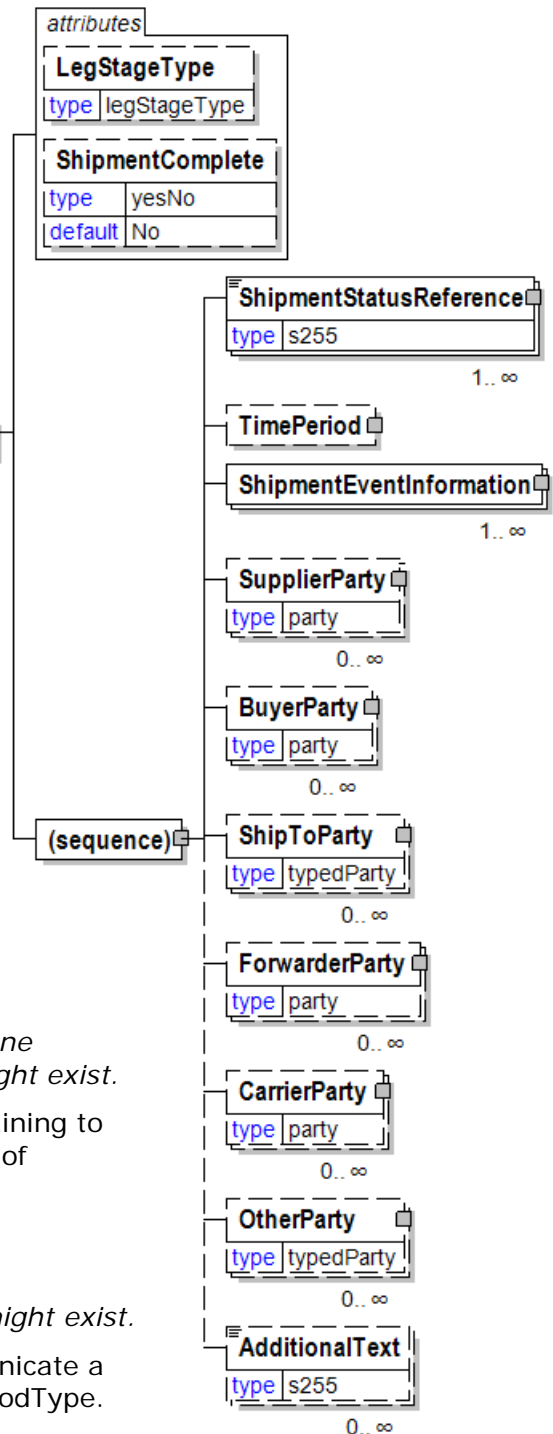 attributes
LegStageType
type legStageType
ShipmentComplete
type yesNo
default No
ShipmentStatusReference
type s255
1.. ∞
TimePeriod
ShipmentEventInformation
1.. ∞
SupplierParty
type party
0.. ∞
BuyerParty
type party
0.. ∞
(sequence)
ShipToParty
type typedParty
0.. ∞
ForwarderParty
type party
0.. ∞
ne
ght exist.
CarrierParty
type party
0.. ∞
ining to
of
OtherParty
type typedParty
0.. ∞
might exist.
AdditionalText
type s255
0.. ∞
nicate a
odType.